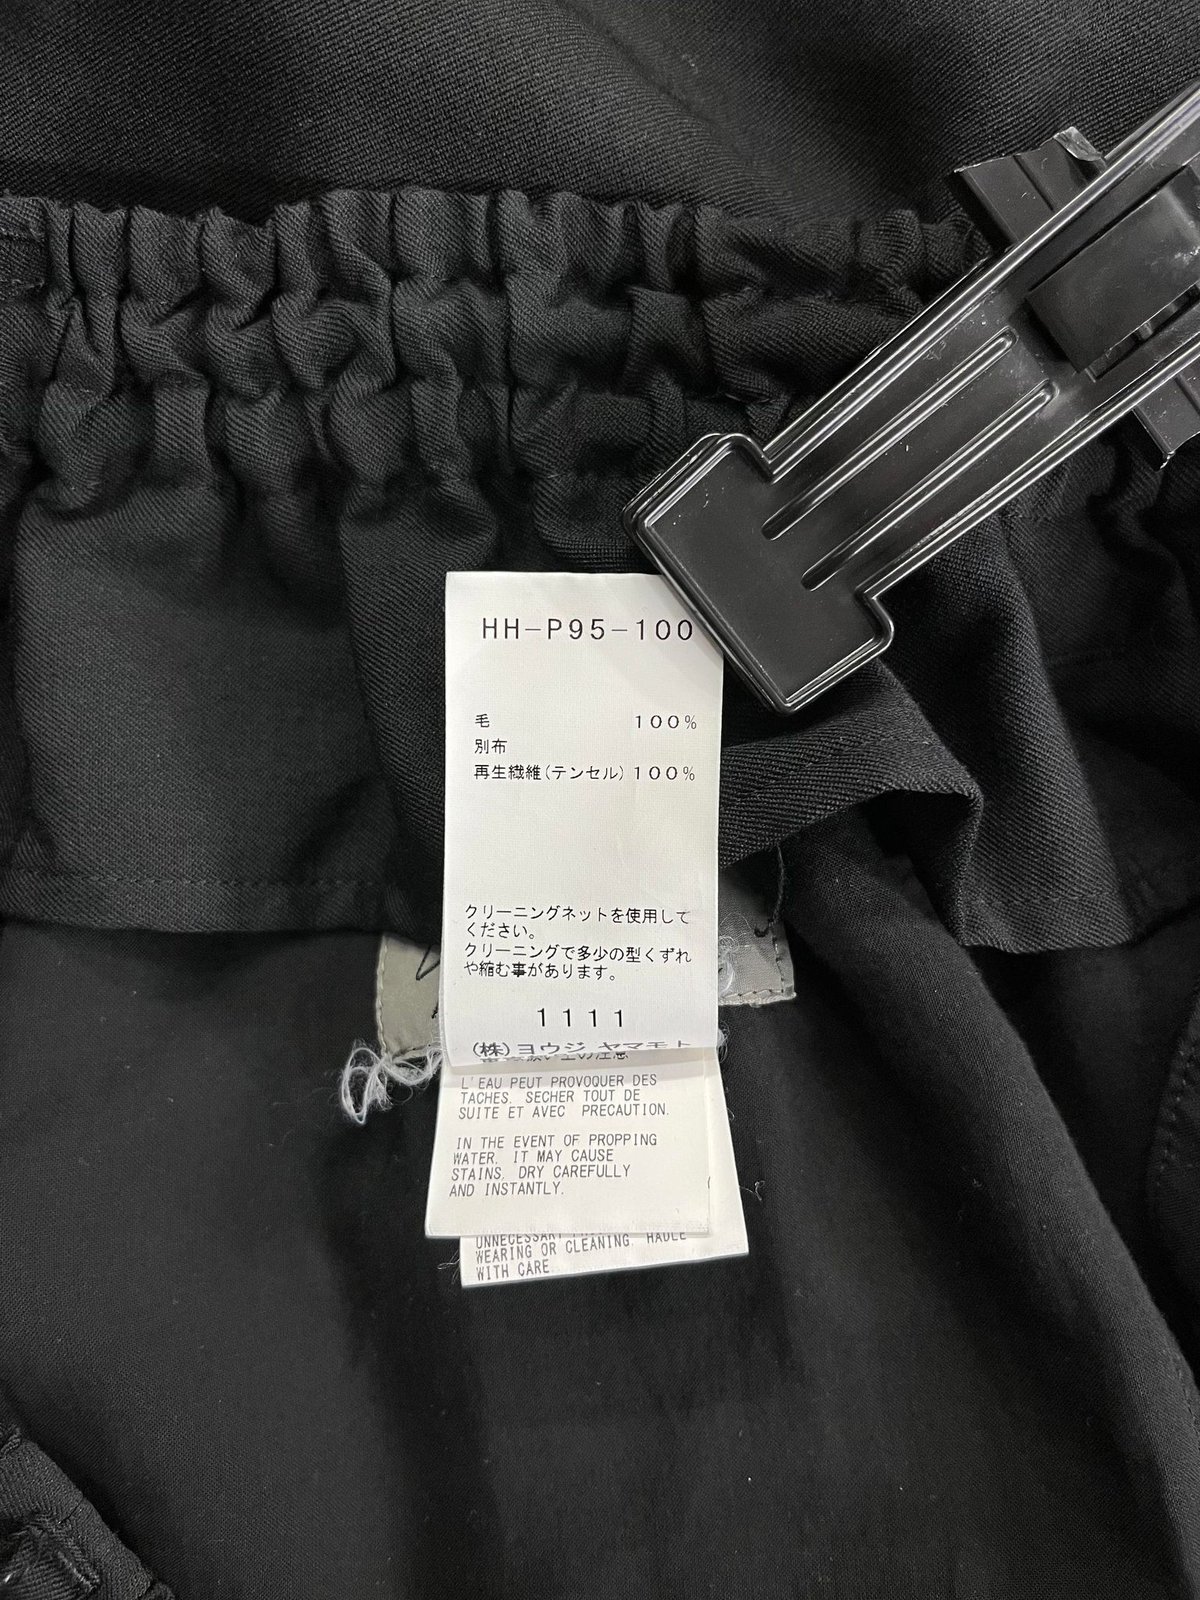 HH-P95-100
毛 100%
別布
再生繊維(テンセル) 100%
クリーニングネットを使用して
ください。
クリーニングで多少の型くずれ
や縮む事があります。
1111
(株)ヨウジ ヤマモト
L'EAU PEUT PROVOQUER DES
TACHES. SECHER TOUT DE
SUITE ET AVEC PRECAUTION.
IN THE EVENT OF PROPPING
WATER, IT MAY CAUSE
STAINS, DRY CAREFULLY
AND INSTANTLY.
UNNECESSARY
WEARING OR CLEANING. HADLE
WITH CARE